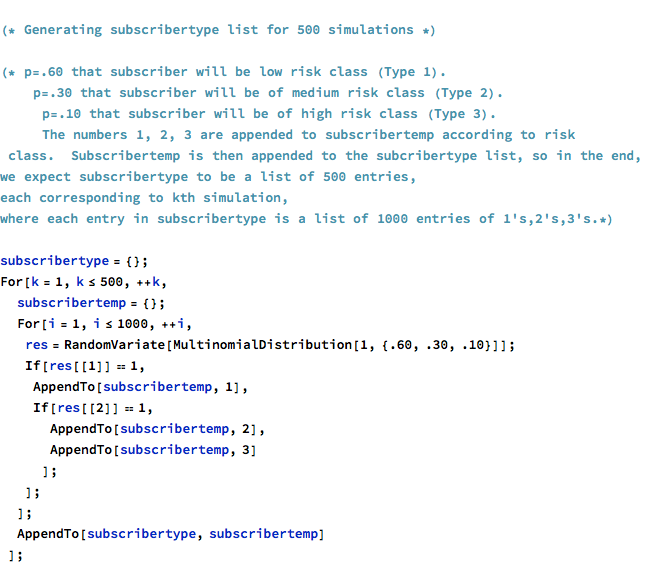 (* Generating subscribertype list for 500 simulations *)
(* p=.60 that subscriber will be low risk class (Type 1).
p=.30 that subscriber will be of medium risk class (Type 2).
p=.10 that subscriber will be of high risk class (Type 3).
The numbers 1, 2, 3 are appended to subscribertemp according to risk
class.  Subscribertemp is then appended to the subcribertype list, so in the end,
we expect subscribertype to be a list of 500 entries,
each corresponding to kth simulation,
where each entry in subscribertype is a list of 1000 entries of 1's,2's,3's.*)
subscribertype = {};
For[k = 1, k ≤ 500, ++k,
subscribertemp = {};
For[i = 1, i ≤ 1000, ++i,
res = RandomVariate[MultinomialDistribution[1, {.60, .30, .10}]];
If[res[[1]] == 1,
AppendTo[subscribertemp, 1],
If[res[[2]] == 1,
AppendTo[subscribertemp, 2],
AppendTo[subscribertemp, 3]
];
];
];
AppendTo[subscribertype, subscribertemp]
];